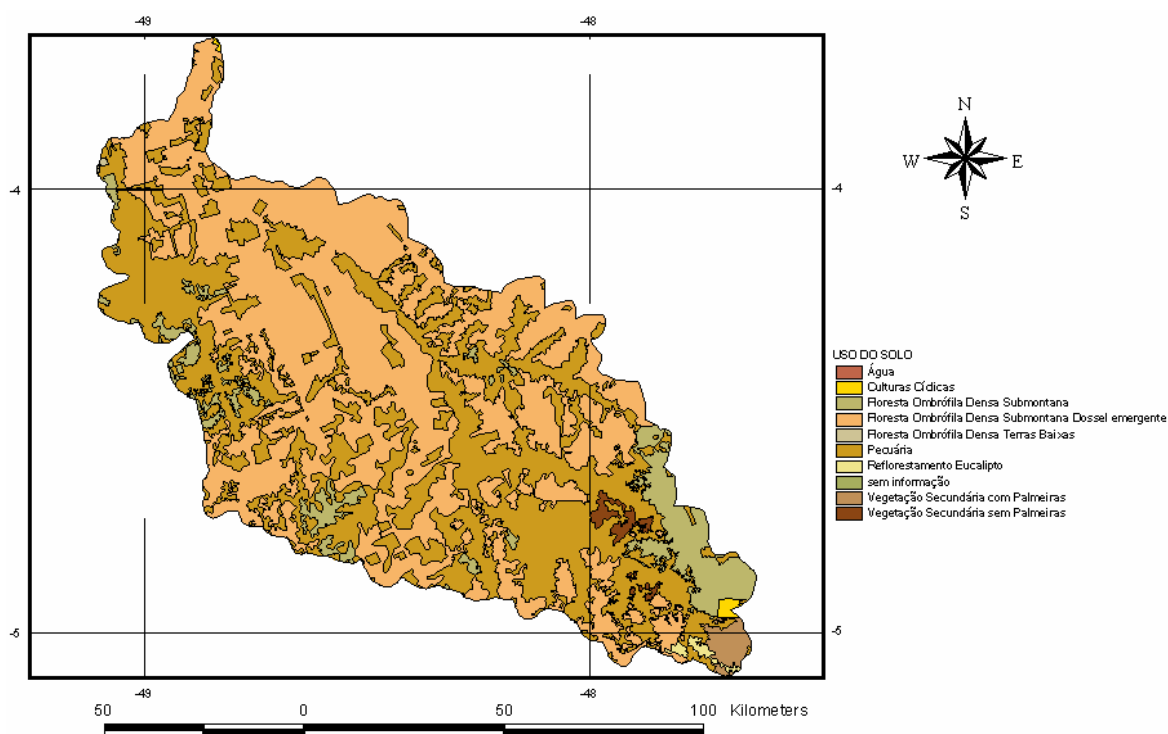 -49 -48
N
W E
S
-4 -4
USO DO SOLO
Água
Culturas Cídicas
Floresta Ombrófila Densa Submontana
Floresta Ombrófila Densa Submontana Dossel emergente
Floresta Ombrófila Densa Terras Baixas
Pecuária
Reflorestamento Eucalipto
sem informação
Vegetação Secundária com Palmeiras
Vegetação Secundária sem Palmeiras
-5 -5
-49 -48
50 0 50 100 Kilometers